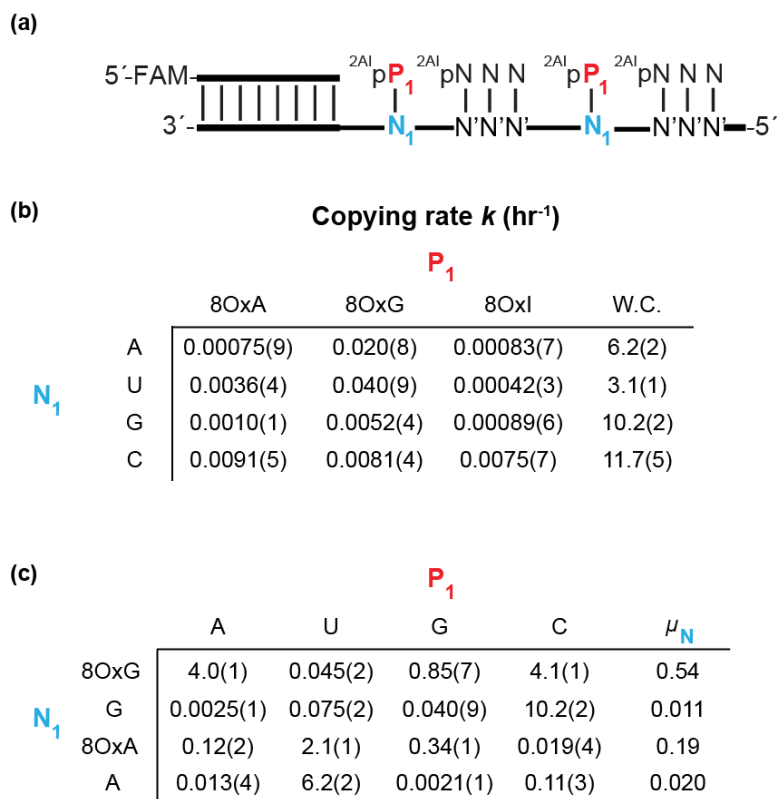 (a)
2AIpP1 2AIpN N N 2AIpP1 2AIpN N N
5´-FAM-
3´- N1 N'N'N' N1 N'N'N' -5´
(b)
Copying rate k (hr-1)
P1
8OxA 8OxG 8OxI W.C.
A 0.00075(9) 0.020(8) 0.00083(7) 6.2(2)
U 0.0036(4) 0.040(9) 0.00042(3) 3.1(1)
N1
G 0.0010(1) 0.0052(4) 0.00089(6) 10.2(2)
C 0.0091(5) 0.0081(4) 0.0075(7) 11.7(5)
(c)
P1
A U G C μN
8OxG 4.0(1) 0.045(2) 0.85(7) 4.1(1) 0.54
G 0.0025(1) 0.075(2) 0.040(9) 10.2(2) 0.011
N1
8OxA 0.12(2) 2.1(1) 0.34(1) 0.019(4) 0.19
A 0.013(4) 6.2(2) 0.0021(1) 0.11(3) 0.020